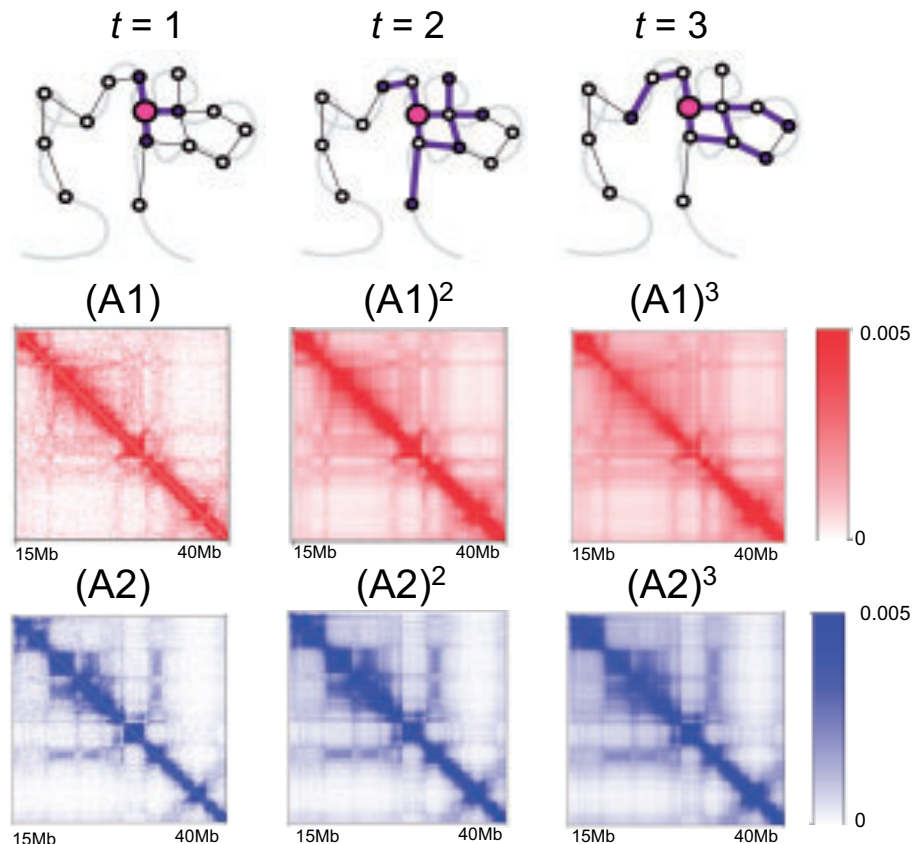 t = 1 t = 2 t = 3
(A1) (A1)² (A1)³
0.005
0
15Mb 40Mb 15Mb 40Mb 15Mb 40Mb
(A2) (A2)² (A2)³
0.005
0
15Mb 40Mb 15Mb 40Mb 15Mb 40Mb